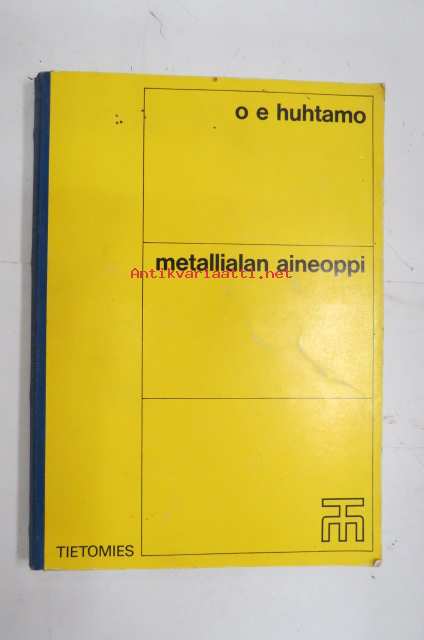 o e huhtamo
metallialan aineoppi
Antikvariaatti.net
TIETOMIES